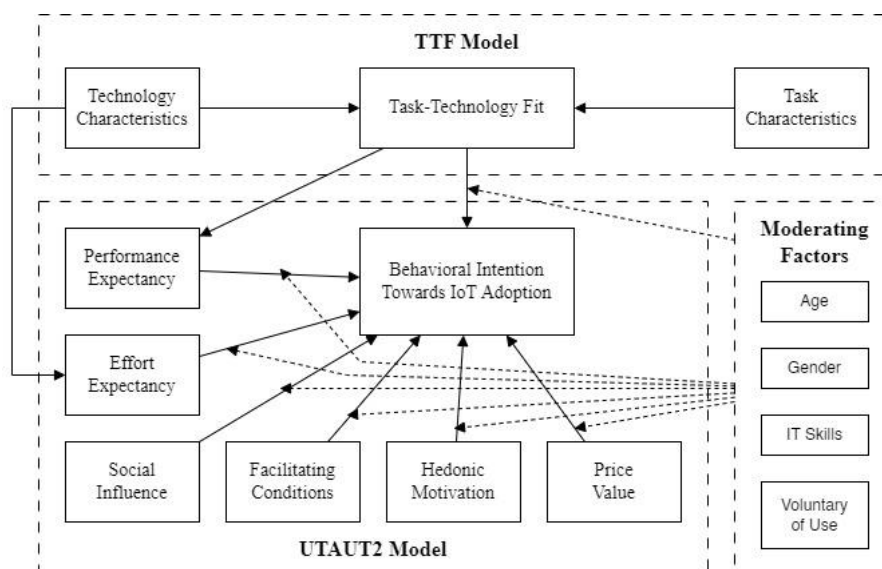 TTF Model
Technology
Characteristics
Task-Technology Fit
Task
Characteristics
Performance
Expectancy
Behavioral Intention
Towards IoT Adoption
Effort
Expectancy
Social
Influence
Facilitating
Conditions
Hedonic
Motivation
Price
Value
UTAUT2 Model
Moderating
Factors
Age
Gender
IT Skills
Voluntary
of Use